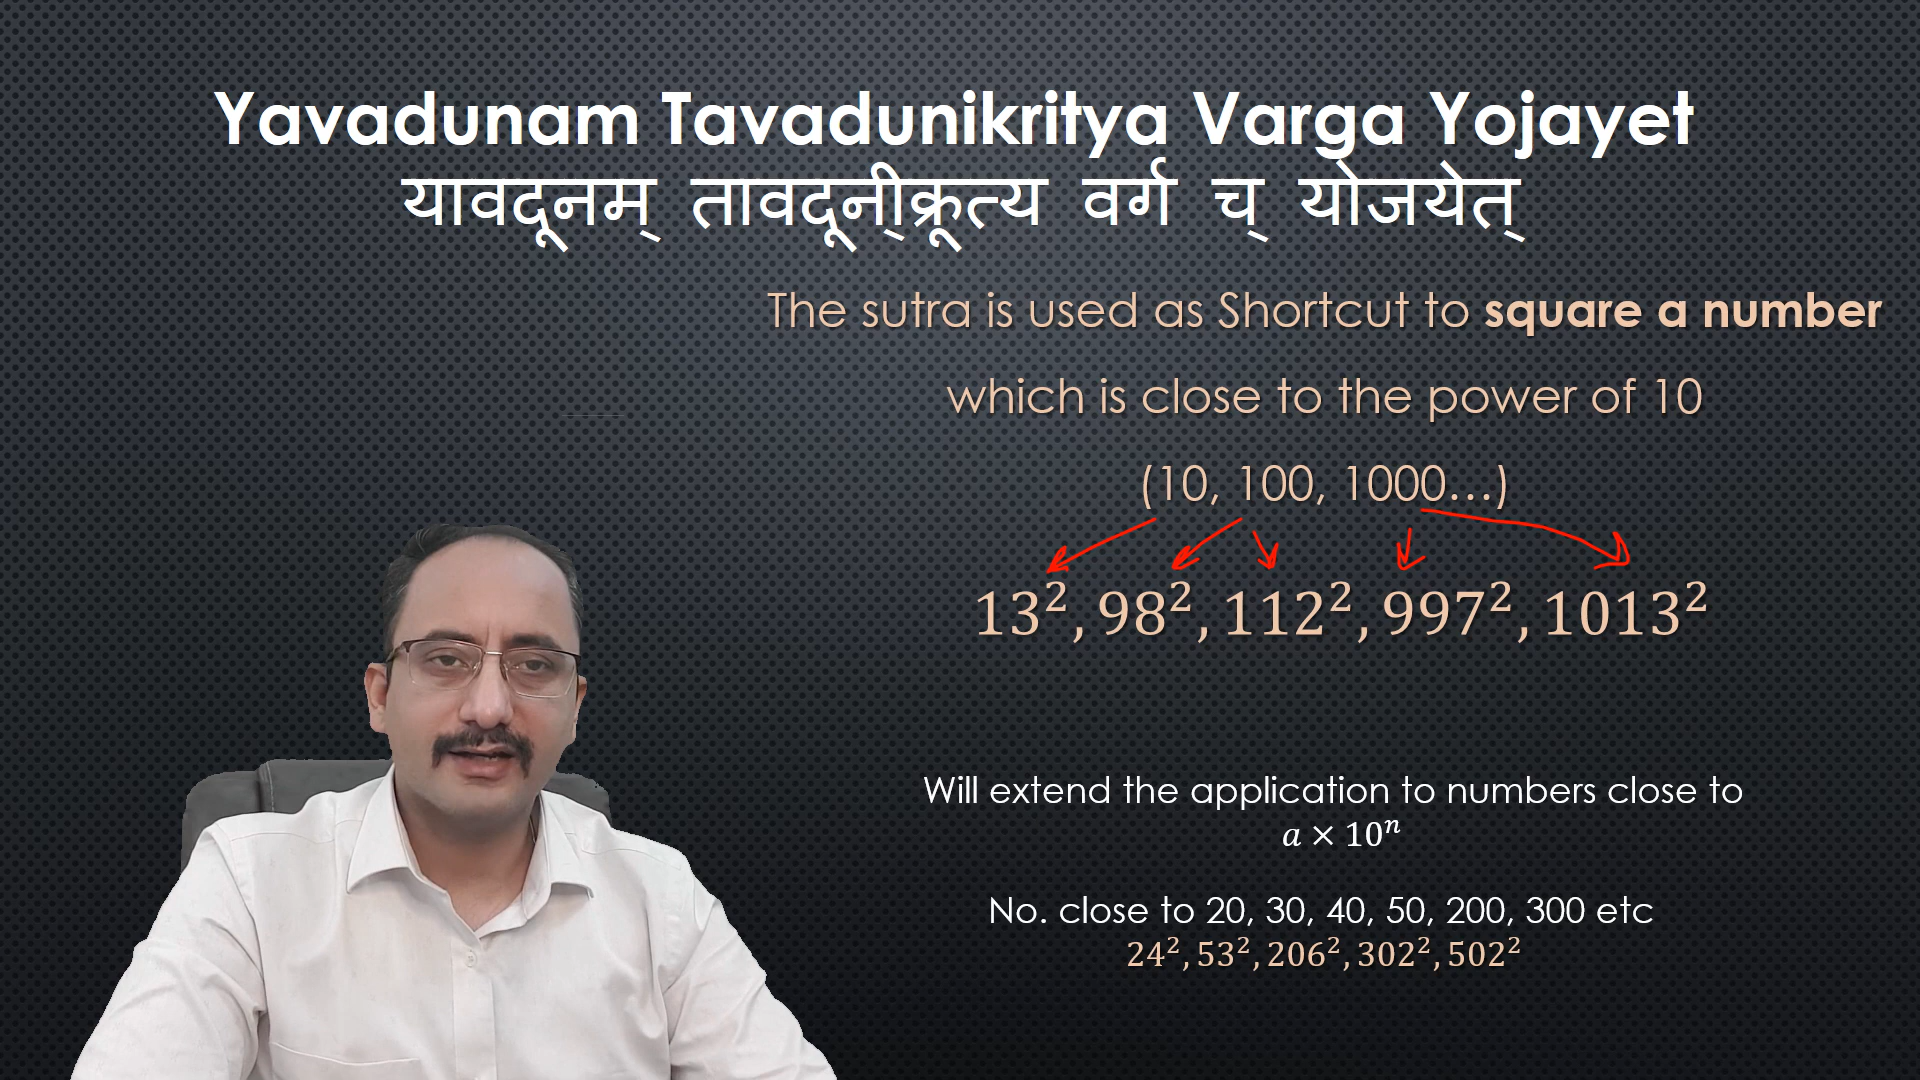 Yavadunam Tavadunikritya Varga Yojayet
यावदूनम् तावदूनी्क्रूत्य वर्ग च् योजयेत्
The sutra is used as Shortcut to square a number
which is close to the power of 10
(10, 100, 1000...)
13², 98², 112², 997², 1013²
Will extend the application to numbers close to
a × 10ⁿ
No. close to 20, 30, 40, 50, 200, 300 etc
24², 53², 206², 302², 502²